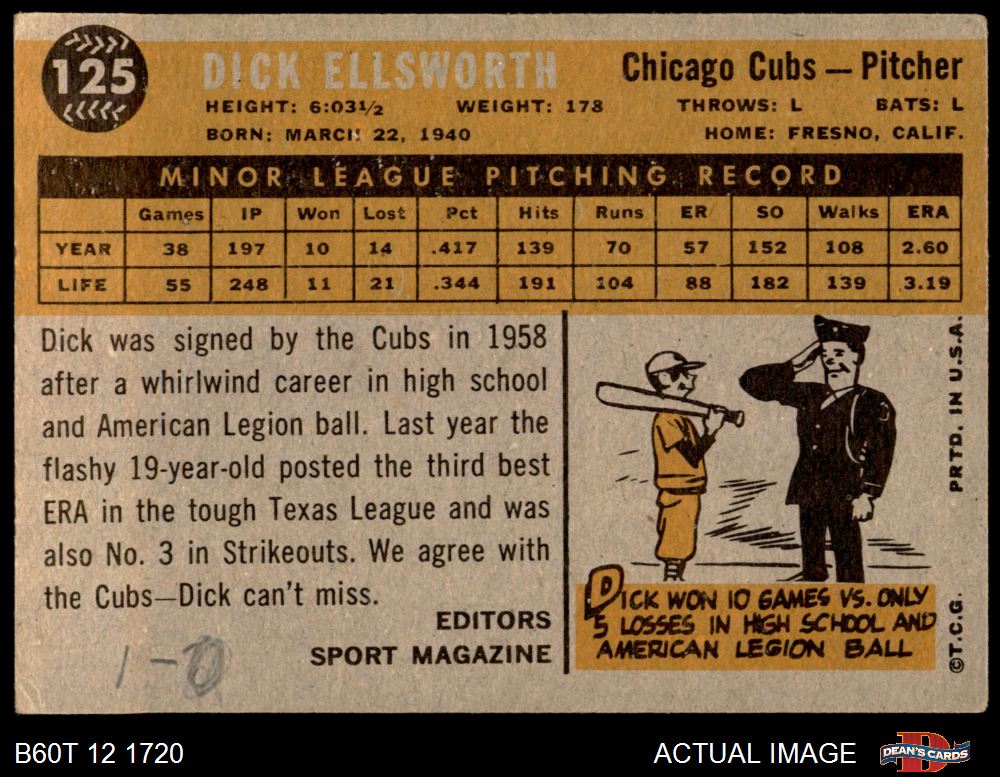 125
DICK ELLSWORTH
Chicago Cubs — Pitcher
HEIGHT: 6:03½ WEIGHT: 178 THROWS: L BATS: L
BORN: MARCH 22, 1940 HOME: FRESNO, CALIF.
MINOR LEAGUE PITCHING RECORD
Games IP Won Lost Pct Hits Runs ER SO Walks ERA
YEAR 38 197 10 14 .417 139 70 57 152 108 2.60
LIFE 55 248 11 21 .344 191 104 88 182 139 3.19
Dick was signed by the Cubs in 1958
after a whirlwind career in high school
and American Legion ball. Last year the
flashy 19-year-old posted the third best
ERA in the tough Texas League and was
also No. 3 in Strikeouts. We agree with
the Cubs—Dick can't miss.
EDITORS
SPORT MAGAZINE
1-0
DICK WON 10 GAMES VS. ONLY
5 LOSSES IN HIGH SCHOOL AND
AMERICAN LEGION BALL
©T.C.G. PRTD. IN U.S.A.
B60T 12 1720
ACTUAL IMAGE
DEAN'S CARDS